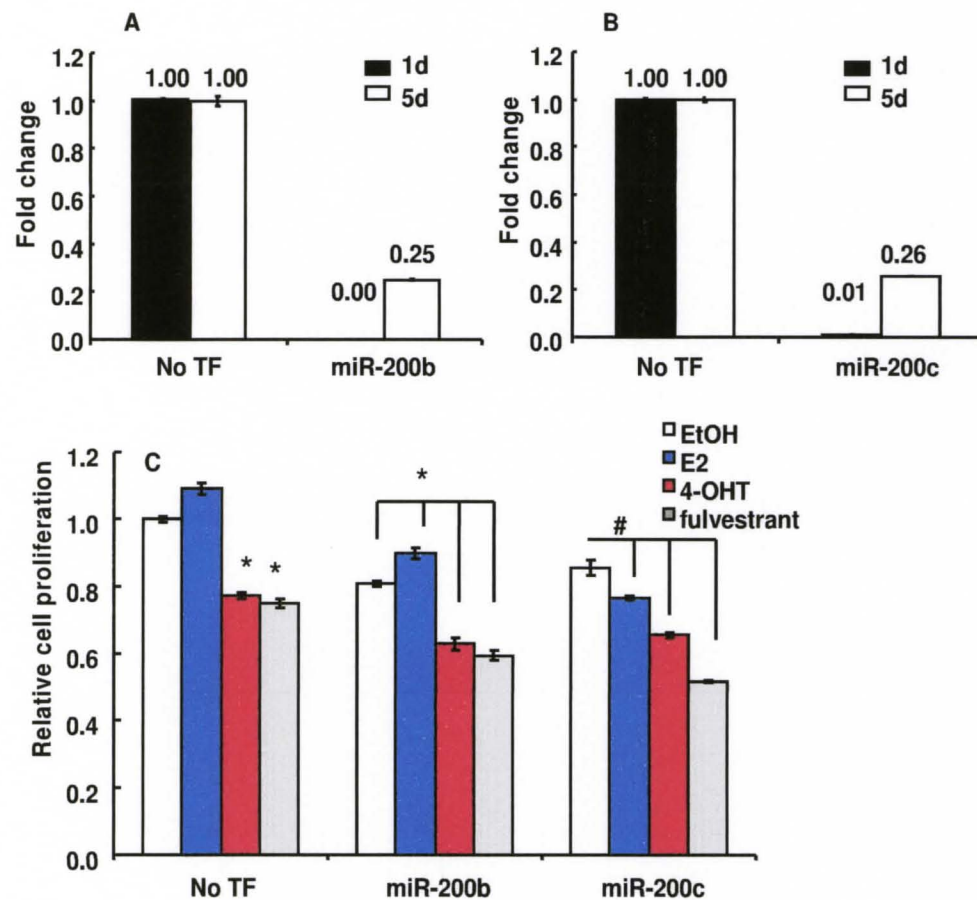 A
Fold change
1.2
1.0
0.8
0.6
0.4
0.2
0.0
1.00 1.00
1d
5d
0.00
0.25
No TF miR-200b
B
Fold change
1.2
1.0
0.8
0.6
0.4
0.2
0.0
1.00 1.00
1d
5d
0.01
0.26
No TF miR-200c
C
Relative cell proliferation
1.2
1.0
0.8
0.6
0.4
0.2
0.0
EtOH
E2
4-OHT
fulvestrant
* *
*
#
No TF miR-200b miR-200c